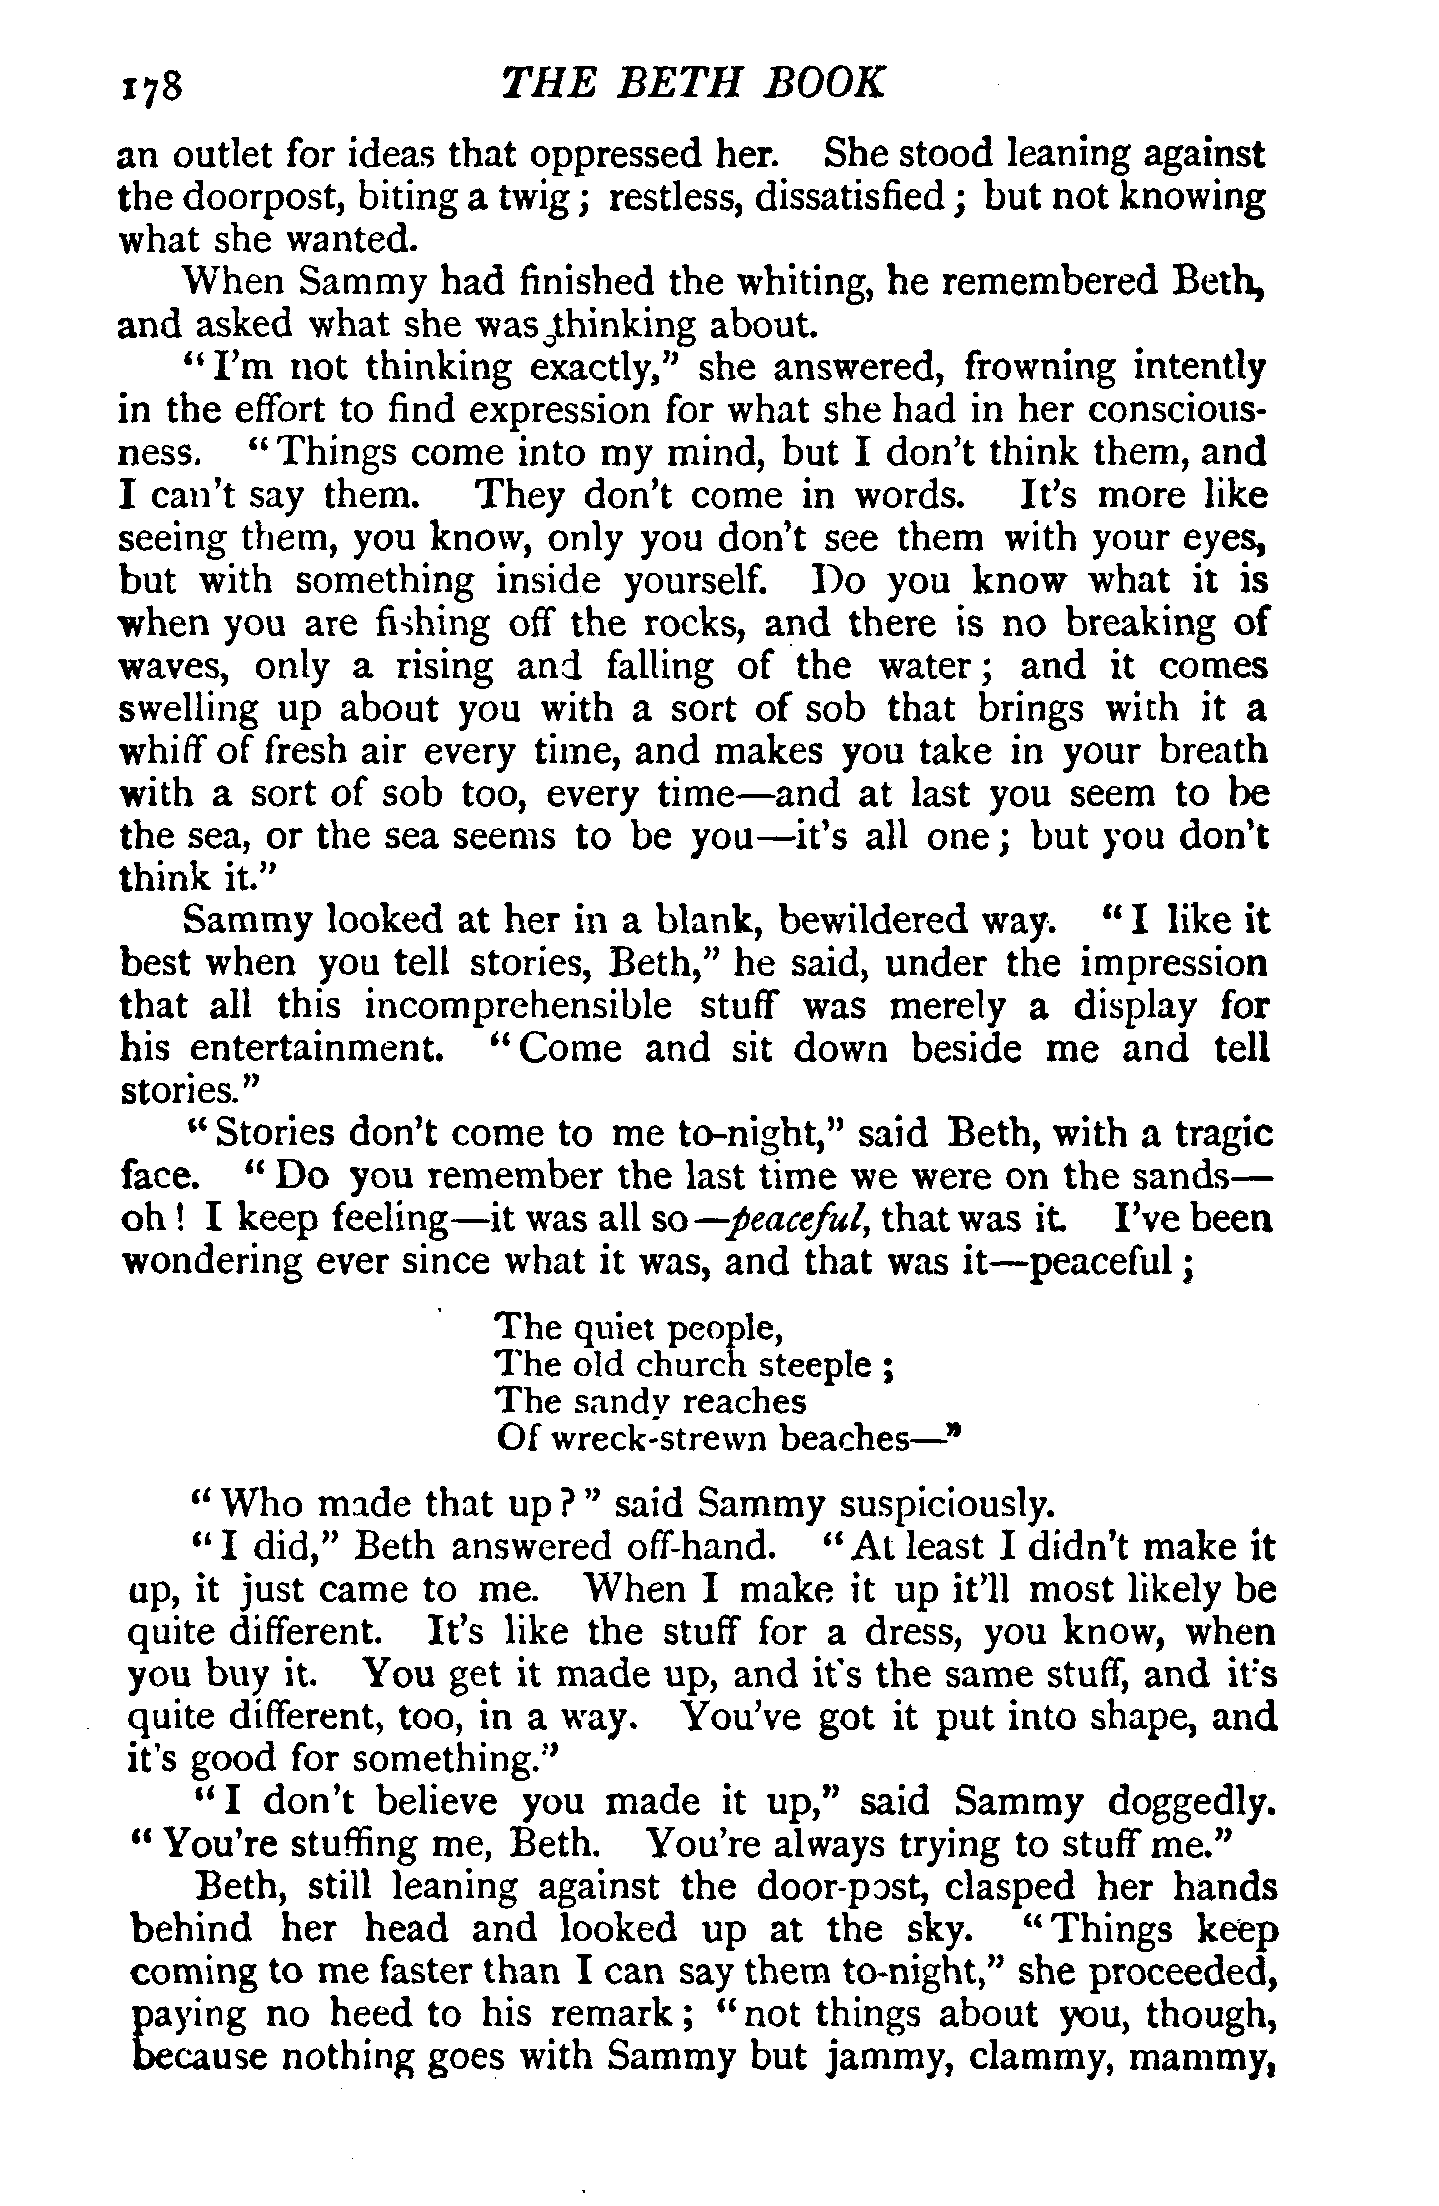 178 THE BETH BOOK
an outlet for ideas that oppressed her. She stood leaning against
the doorpost, biting a twig; restless, dissatisfied; but not knowing
what she wanted.
When Sammy had finished the whiting, he remembered Beth,
and asked what she was thinking about.
"I'm not thinking exactly," she answered, frowning intently
in the effort to find expression for what she had in her conscious-
ness. "Things come into my mind, but I don't think them, and
I can't say them. They don't come in words. It's more like
seeing them, you know, only you don't see them with your eyes,
but with something inside yourself. Do you know what it is
when you are fishing off the rocks, and there is no breaking of
waves, only a rising and falling of the water; and it comes
swelling up about you with a sort of sob that brings with it a
whiff of fresh air every time, and makes you take in your breath
with a sort of sob too, every time—and at last you seem to be
the sea, or the sea seems to be you—it's all one; but you don't
think it."
Sammy looked at her in a blank, bewildered way. "I like it
best when you tell stories, Beth," he said, under the impression
that all this incomprehensible stuff was merely a display for
his entertainment. "Come and sit down beside me and tell
stories."
"Stories don't come to me to-night," said Beth, with a tragic
face. "Do you remember the last time we were on the sands—
oh! I keep feeling—it was all so—peaceful, that was it. I've been
wondering ever since what it was, and that was it—peaceful;
The quiet people,
The old church steeple;
The sandy reaches
Of wreck-strewn beaches—"
"Who made that up?" said Sammy suspiciously.
"I did," Beth answered off-hand. "At least I didn't make it
up, it just came to me. When I make it up it'll most likely be
quite different. It's like the stuff for a dress, you know, when
you buy it. You get it made up, and it's the same stuff, and it's
quite different, too, in a way. You've got it put into shape, and
it's good for something."
"I don't believe you made it up," said Sammy doggedly.
"You're stuffing me, Beth. You're always trying to stuff me."
Beth, still leaning against the door-post, clasped her hands
behind her head and looked up at the sky. "Things keep
coming to me faster than I can say them to-night," she proceeded,
paying no heed to his remark; "not things about you, though,
because nothing goes with Sammy but jammy, clammy, mammy,